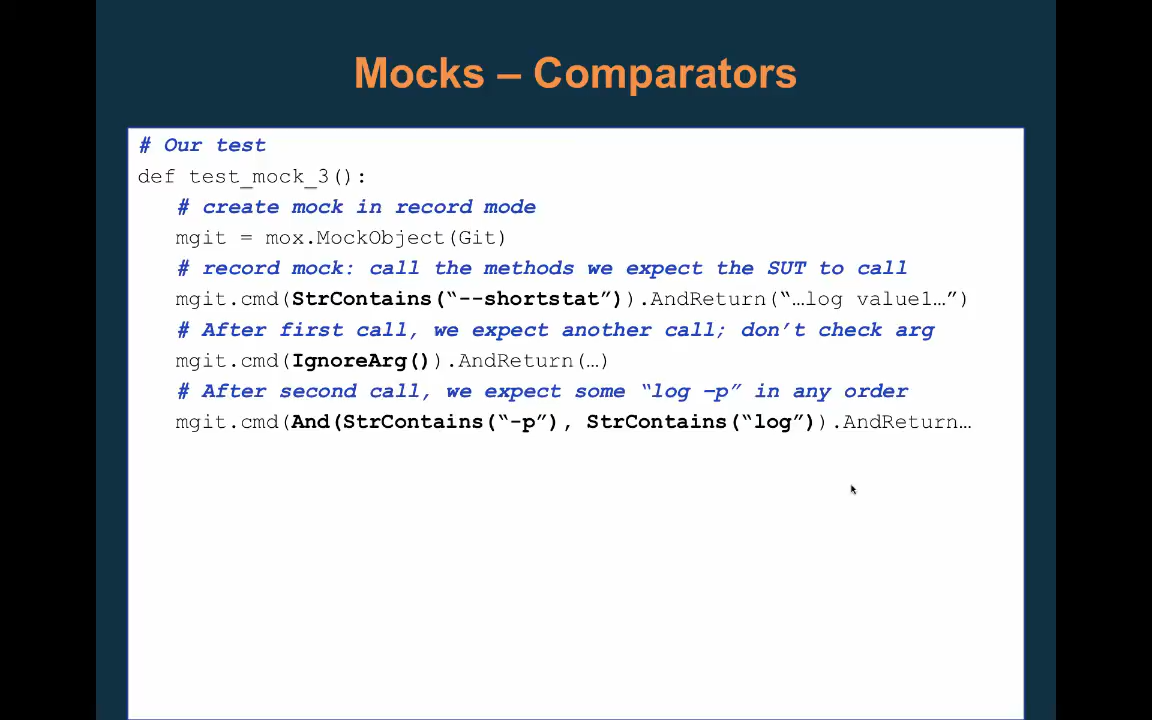 Mocks – Comparators
# Our test
def test_mock_3():
# create mock in record mode
mgit = mox.MockObject(Git)
# record mock: call the methods we expect the SUT to call
mgit.cmd(StrContains(“--shortstat”)).AndReturn(“…log value1…”)
# After first call, we expect another call; don’t check arg
mgit.cmd(IgnoreArg()).AndReturn(…)
# After second call, we expect some “log –p” in any order
mgit.cmd(And(StrContains(“-p”), StrContains(“log”)).AndReturn…